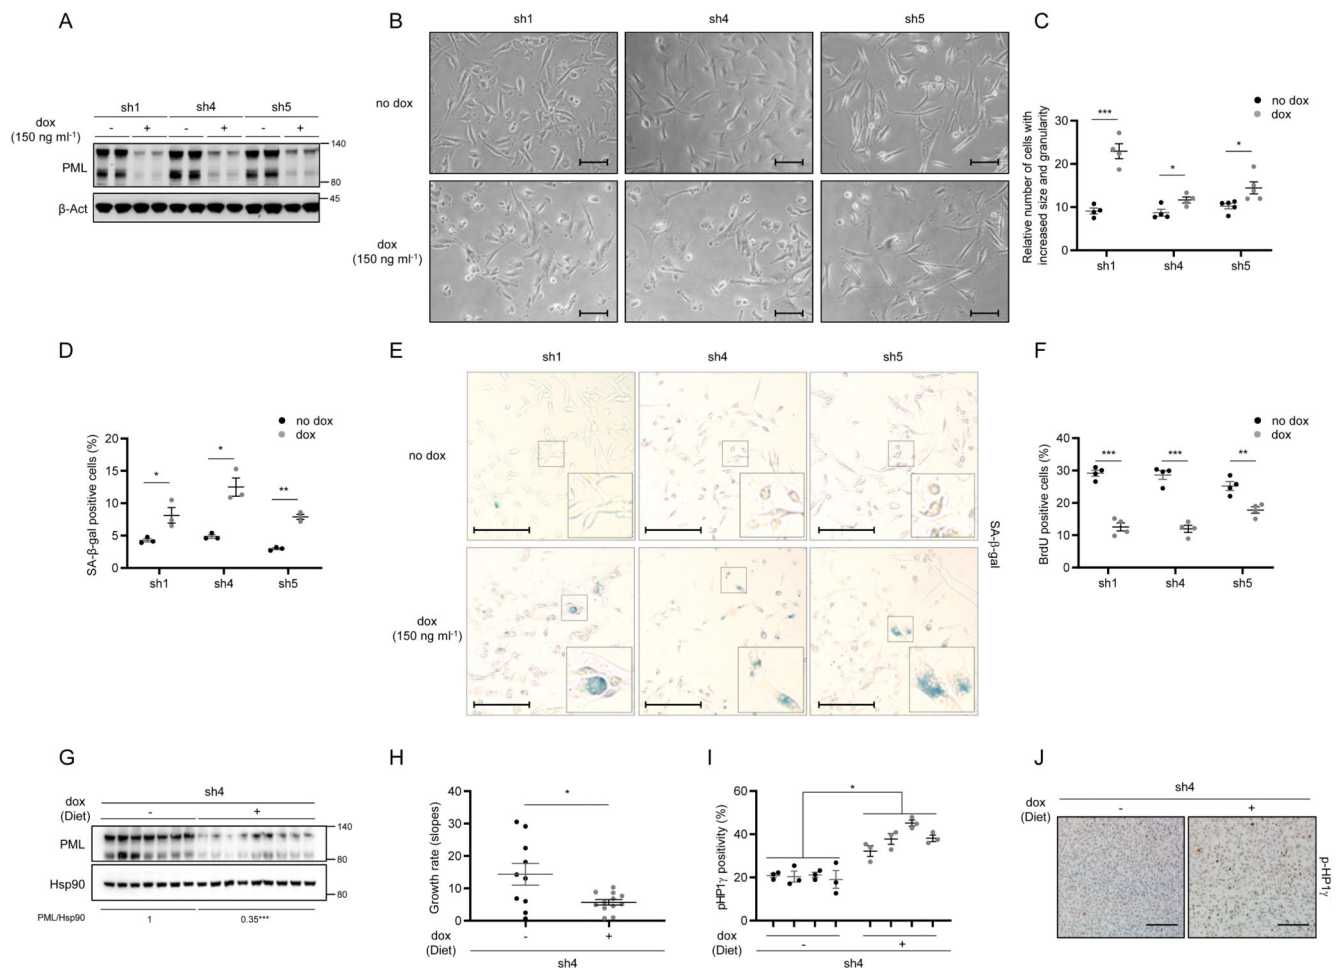 A
sh1 sh4 sh5
dox
(150 ng ml-1)
- + - + - +
PML
140
80
45
β-Act
B
sh1 sh4 sh5
no dox
dox
(150 ng ml-1)
C
no dox
dox
Relative number of cells with
increased size and granularity
30
20
10
0
***
*
*
sh1 sh4 sh5
D
no dox
dox
SA-β-gal positive cells (%)
20
15
10
5
0
*
*
**
sh1 sh4 sh5
E
sh1 sh4 sh5
no dox
dox
(150 ng ml-1)
SA-β-gal
F
no dox
dox
BrdU positive cells (%)
40
30
20
10
0
***
***
**
sh1 sh4 sh5
G
sh4
dox
(Diet)
- +
PML
140
80
Hsp90
80
PML/Hsp90 1 0.35***
H
Growth rate (slopes)
40
30
20
10
0
*
dox
(Diet)
- +
sh4
I
pHP1γ positivity (%)
60
40
20
0
*
dox
(Diet)
- +
sh4
J
sh4
dox
(Diet)
- +
p-HP1γ